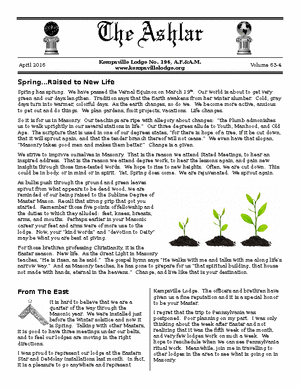 The Ashlar
Kempsville Lodge No. 196, A.F.&A.M.
April 2016
www.kempsvillelodge.org
Volume 63-4
Spring...Raised to New Life
Spring has sprung. We have passed the Vernal Equinox on March 19th. Our world is about to get very
green and our days lengthen. Tradition says that the Earth awakens from her winter slumber. Cold, gray
days turn into warmer, colorful days. As the earth changes, so do we. We become more active, anxious
to get out and do things. We plan gardens, foot projects, vacations. Life changes.
So it is for us in Masonry. Our teachings are ripe with allegory about changes: "the Plumb admonishes
us to walk uprightly in our several stations in life." Our three degrees allude to Youth, Manhood, and Old
Age. The scripture that is used in one of our degrees states, "for there is hope of a tree, if it be cut down,
that it will sprout again, and that the tender branch thereof will not cease." We even have that slogan,
"Masonry takes good men and makes them better." Change is a given.
We strive to improve ourselves in Masonry. That is the reason we attend Stated Meetings, to hear an
inspired address. That is the reason we attend degree work, to hear the lessons again, and gain new
insights through those time-tested words. We hope to rise to new heights. Often, we are cut down. This
could be in body, or in mind or in spirit. Yet, Spring does come. We are rejuvenated. We sprout again.
As bulbs push through the ground and green leaves
sprout from what appears to be dead wood, we are
reminded of our being raised to the Sublime Degree of
Master Mason. Recall that strong grip that got you
started. Remember those five points of fellowship and
the duties to which they alluded: feet, knees, breasts,
arms, and mouths. Perhaps earlier in your Masonic
career your feet and arms were of more use to the
lodge. Now, your "kind words" and "devotion to Deity"
may be what you are best at giving.
For those brethren professing Christianity, it is the
Easter season. New life. As the Great Light in Masonry
teaches, "He is risen, as he said." The gospel hymn says "He walks with me and talks with me along life's
narrow way." And as Masonry teaches, he has gone to prepare for us "that spiritual building, that house
not made with hands, eternal in the heavens." Change, and live like that is your destination.
From The East
It is hard to believe that we are
a quarter of the way through the
Masonic year. We were installed just
before the Winter solstice and now it
is Spring. Talking with other Masters,
it is good to have three meetings under our belts,
and to feel our lodges are moving in the right
direction.
I was proud to represent our lodge at the Eastern
Star and DeMolay installations last month. In fact,
it is a pleasure to go anywhere and represent
Kempsville Lodge. The officers and brethren have
given us a fine reputation and it is a special honor
to be your Master.
I regret that the trip to Pennsylvania was
postponed. Poor planning on my part. I was only
thinking about the week after Easter and not
realizing that it was the fifth week of the month,
and very few lodges work on such a week. We
hope to reschedule when we can see Pennsylvania
ritual work. Meanwhile, join me in traveling to
other lodges in the area to see what is going on in
Masonry.